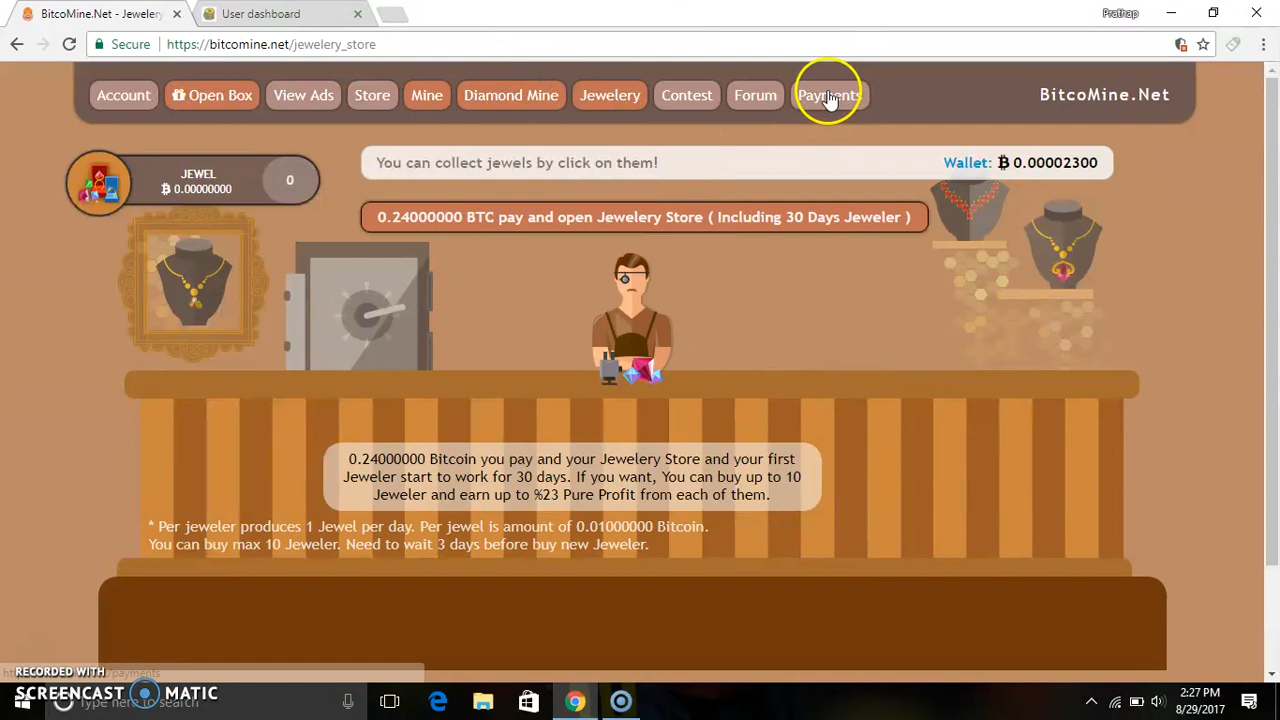 BitcoMine.Net - Jewelery
User dashboard
Prathap
Secure https://bitcomine.net/jewelery_store
Account
Open Box
View Ads
Store
Mine
Diamond Mine
Jewelery
Contest
Forum
Payments
BitcoMine.Net
JEWEL
₿ 0.00000000
0
You can collect jewels by click on them!
Wallet: ₿ 0.00002300
0.24000000 BTC pay and open Jewelery Store ( Including 30 Days Jeweler )
0.24000000 Bitcoin you pay and your Jewelery Store and your first
Jeweler start to work for 30 days. If you want, You can buy up to 10
Jeweler and earn up to %23 Pure Profit from each of them.
* Per jeweler produces 1 Jewel per day. Per jewel is amount of 0.01000000 Bitcoin.
You can buy max 10 Jeweler. Need to wait 3 days before buy new Jeweler.
/payments
RECORDED WITH
SCREENCAST MATIC
Type here to search
2:27 PM
8/29/2017